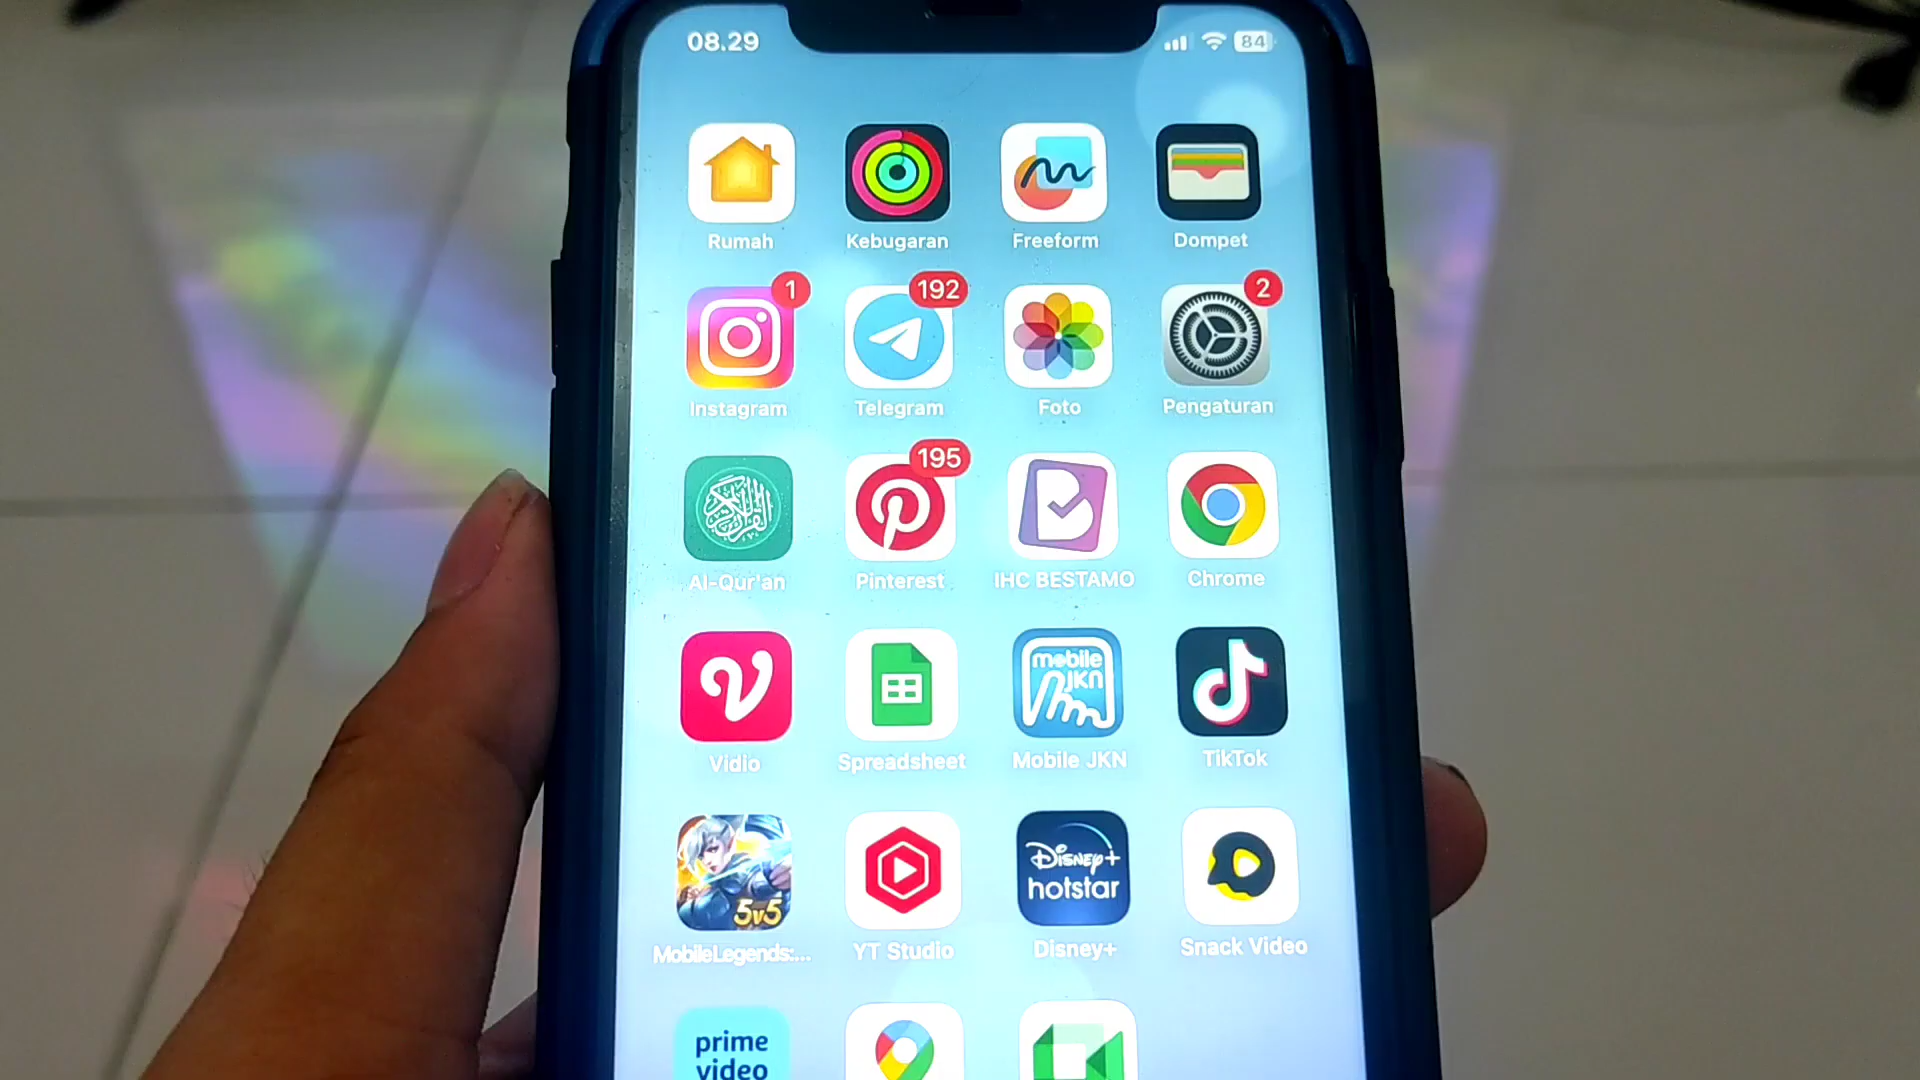 08.29
84
Rumah
Kebugaran
Freeform
Dompet
1
192
2
Instagram
Telegram
Foto
Pengaturan
195
Al-Qur'an
Pinterest
IHC BESTAMO
Chrome
mobile
JKN
Vidio
Spreadsheet
Mobile JKN
TikTok
5v5
Disney+
hotstar
MobileLegends:...
YT Studio
Disney+
Snack Video
prime
video